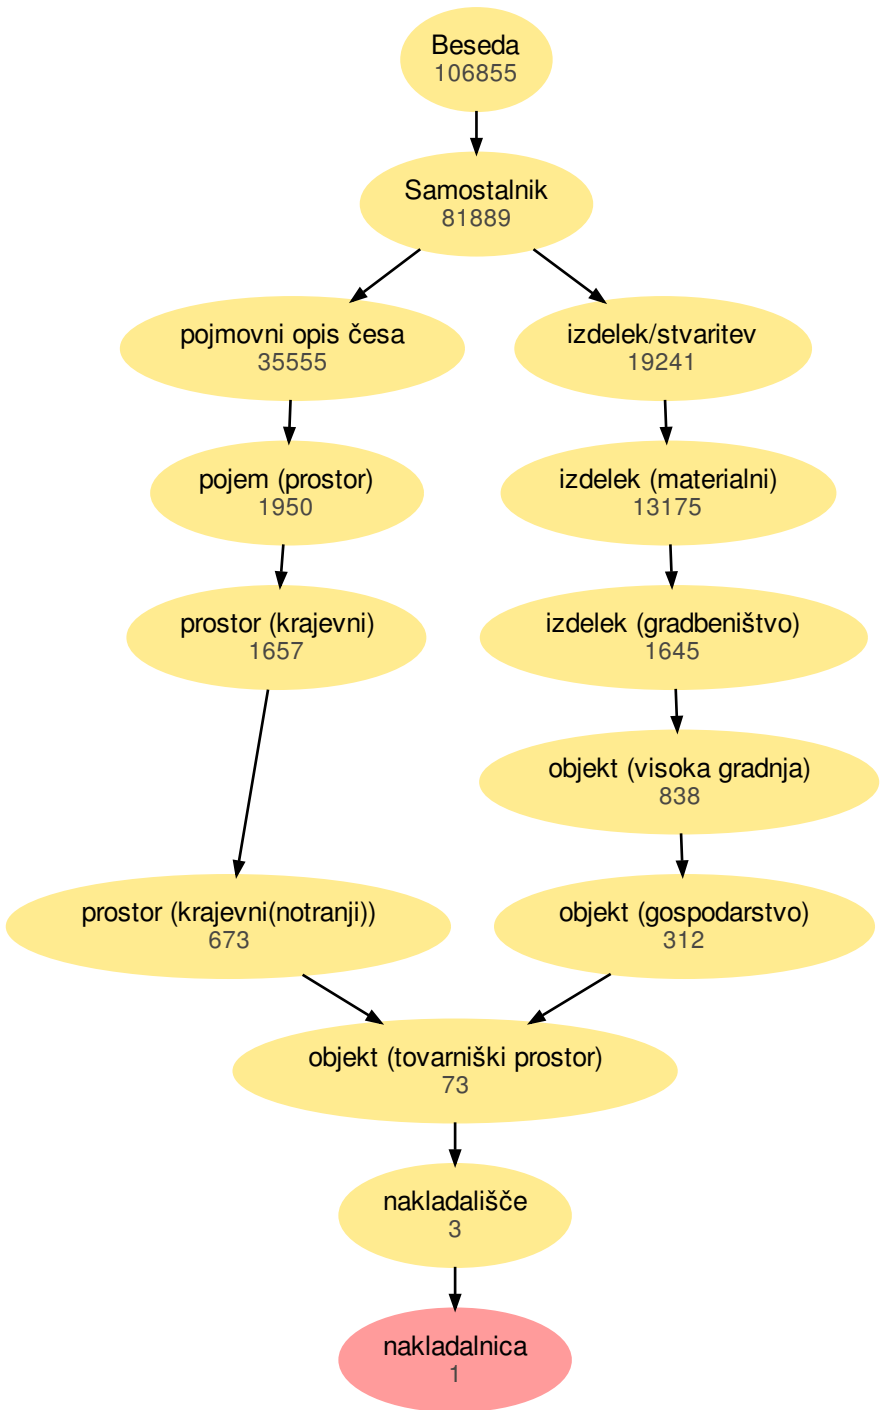 Beseda
106855
Samostalnik
81889
pojmovni opis česa
35555
izdelek/stvaritev
19241
pojem (prostor)
1950
izdelek (materialni)
13175
prostor (krajevni)
1657
izdelek (gradbeništvo)
1645
objekt (visoka gradnja)
838
prostor (krajevni(notranji))
673
objekt (gospodarstvo)
312
objekt (tovarniški prostor)
73
nakladališče
3
nakladalnica
1